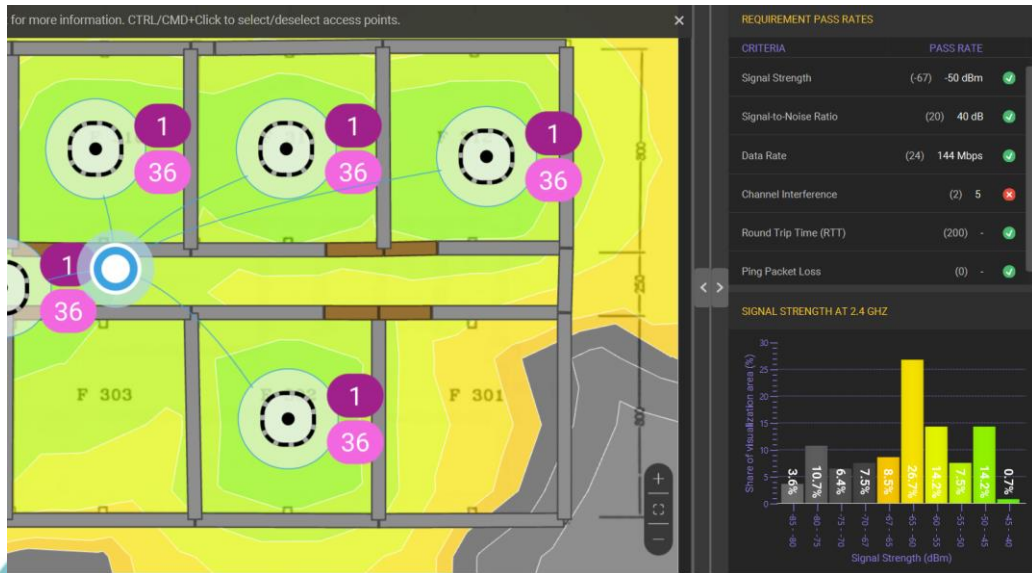 for more information. CTRL/CMD+Click to select/deselect access points.
×
1
36
1
36
1
36
1
36
F 303
F 301
1
36
300
250
300
+
−
< >
REQUIREMENT PASS RATES
CRITERIA PASS RATE
Signal Strength (-67) -50 dBm
Signal-to-Noise Ratio (20) 40 dB
Data Rate (24) 144 Mbps
Channel Interference (2) 5
Round Trip Time (RTT) (200) -
Ping Packet Loss (0) -
SIGNAL STRENGTH AT 2.4 GHZ
Share of visualization area (%)
30
25
20
15
10
5
0
3.6%
10.7%
6.4%
7.5%
8.5%
26.7%
14.2%
7.5%
14.2%
0.7%
-85 - -80
-80 - -75
-75 - -70
-70 - -67
-67 - -65
-65 - -60
-60 - -55
-55 - -50
-50 - -45
-45 - -40
Signal Strength (dBm)